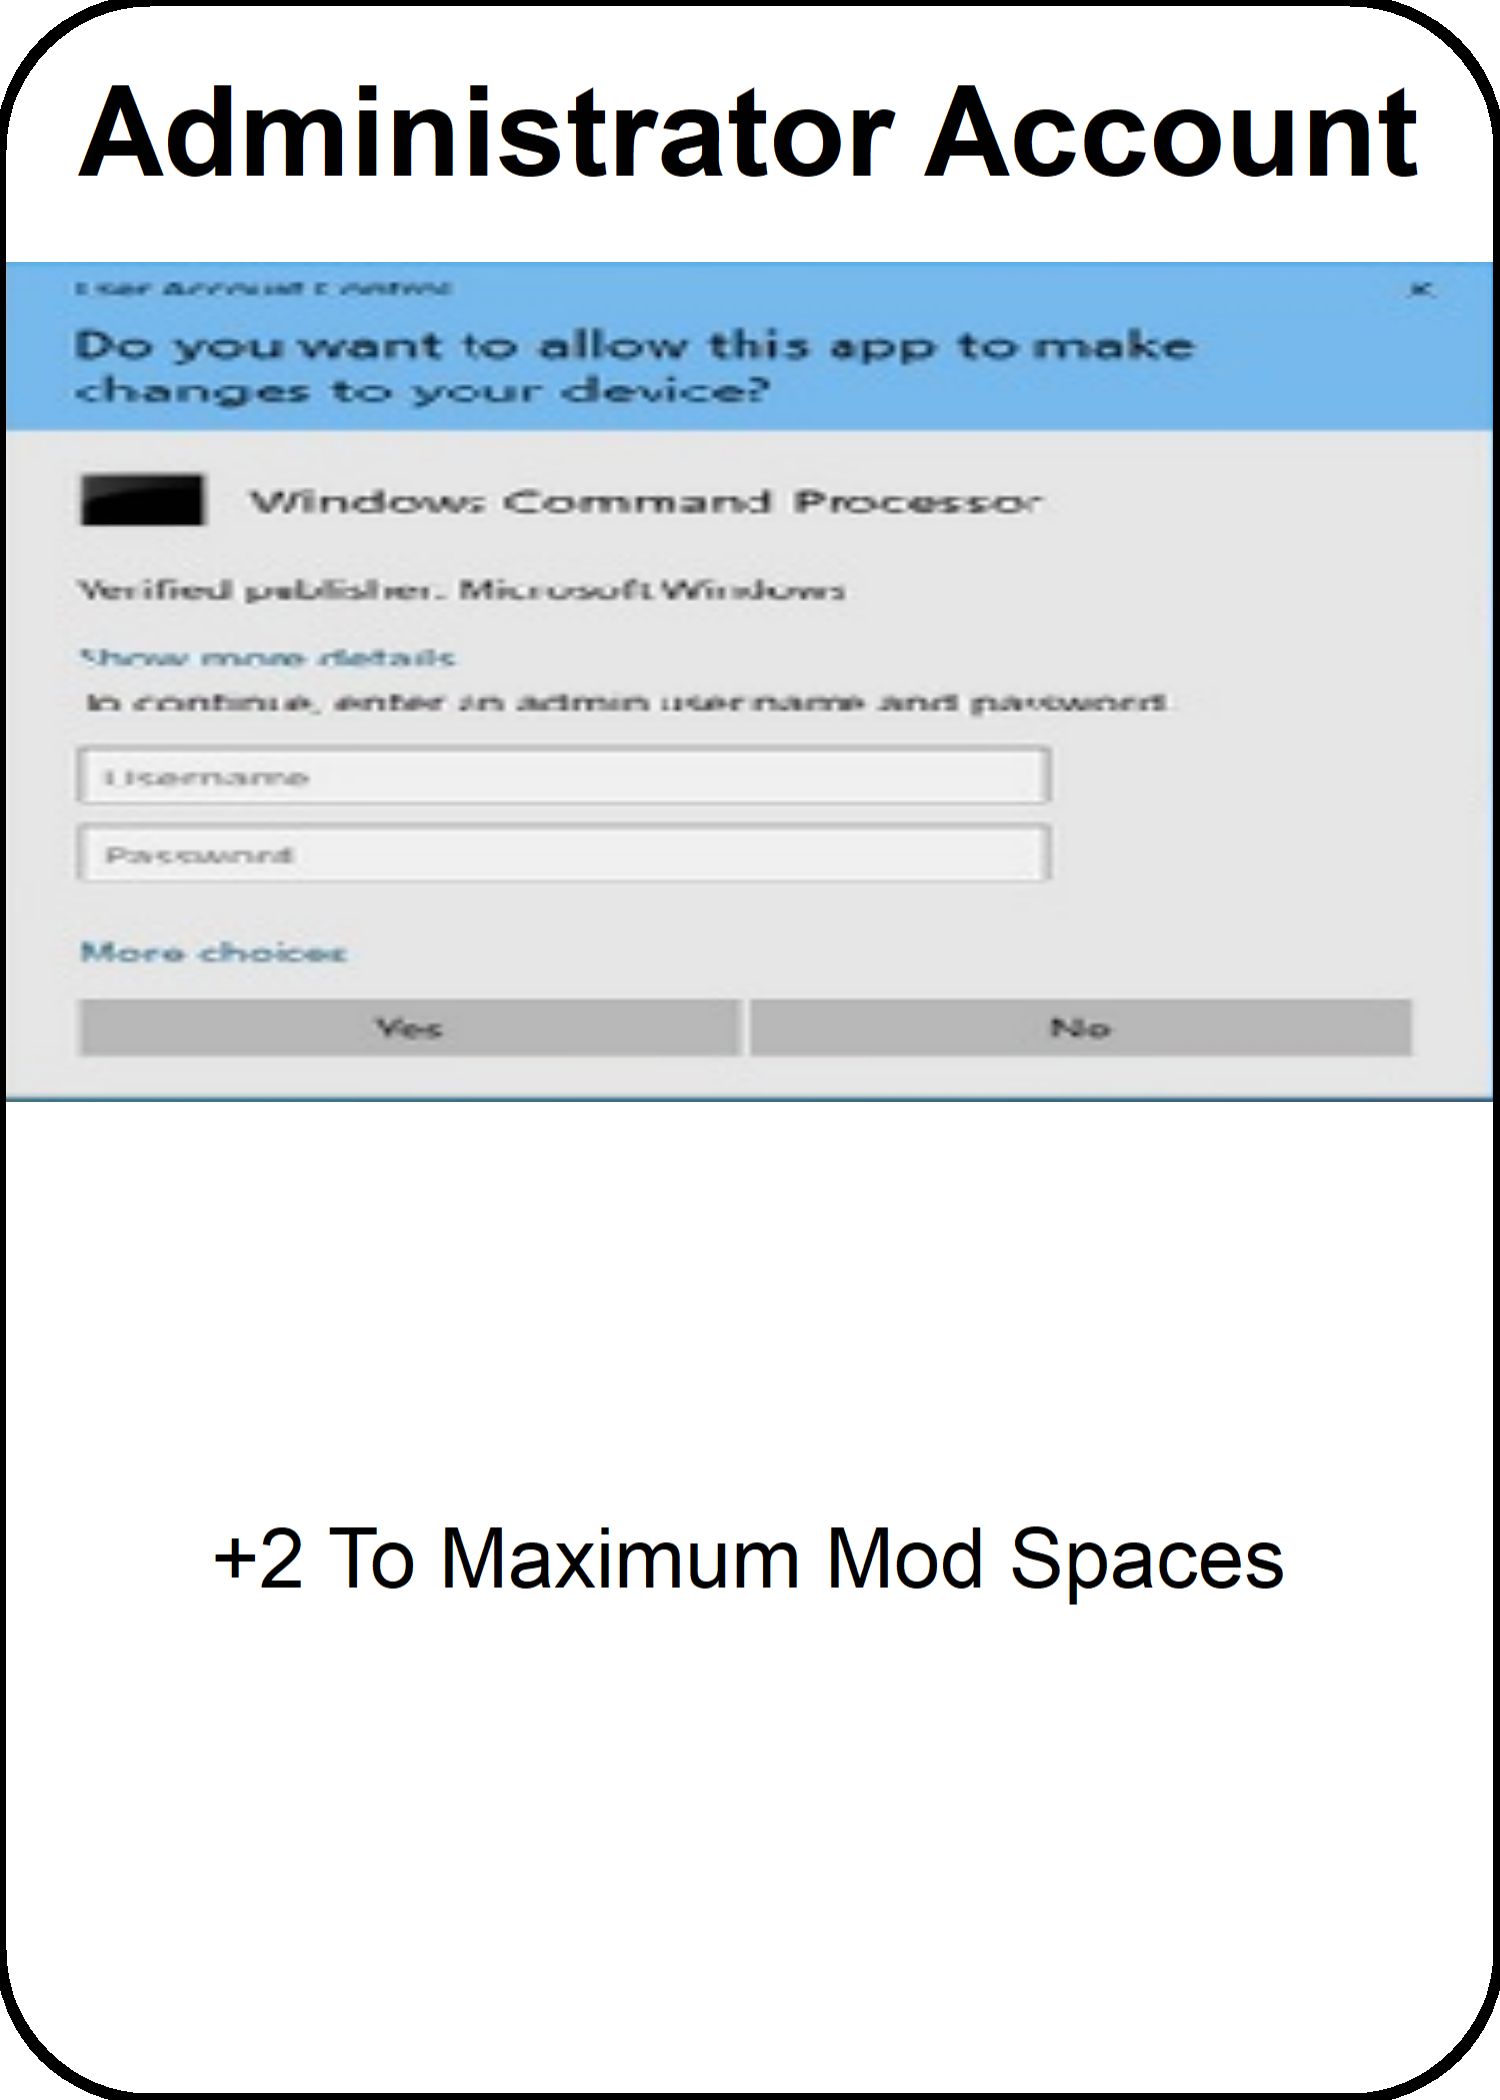 Administrator Account
User Account Control
Do you want to allow this app to make
changes to your device?
Windows Command Processor
Verified publisher: Microsoft Windows
Show more details
To continue, enter an admin username and password.
Username
Password
More choices
Yes
No
+2 To Maximum Mod Spaces